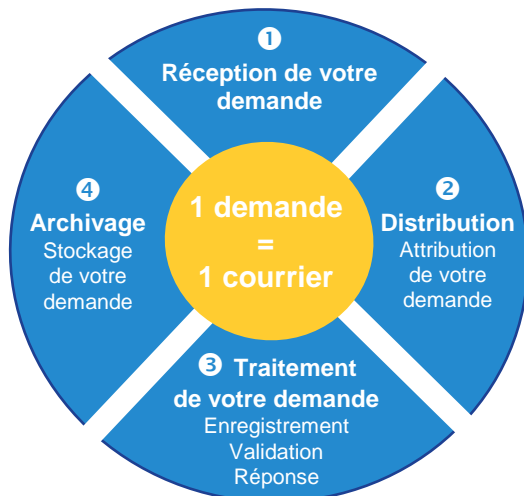 ❶
Réception de votre
demande
❷
Distribution
Attribution
de votre
demande
❸ Traitement
de votre demande
Enregistrement
Validation
Réponse
❹
Archivage
Stockage
de votre
demande
1 demande
=
1 courrier